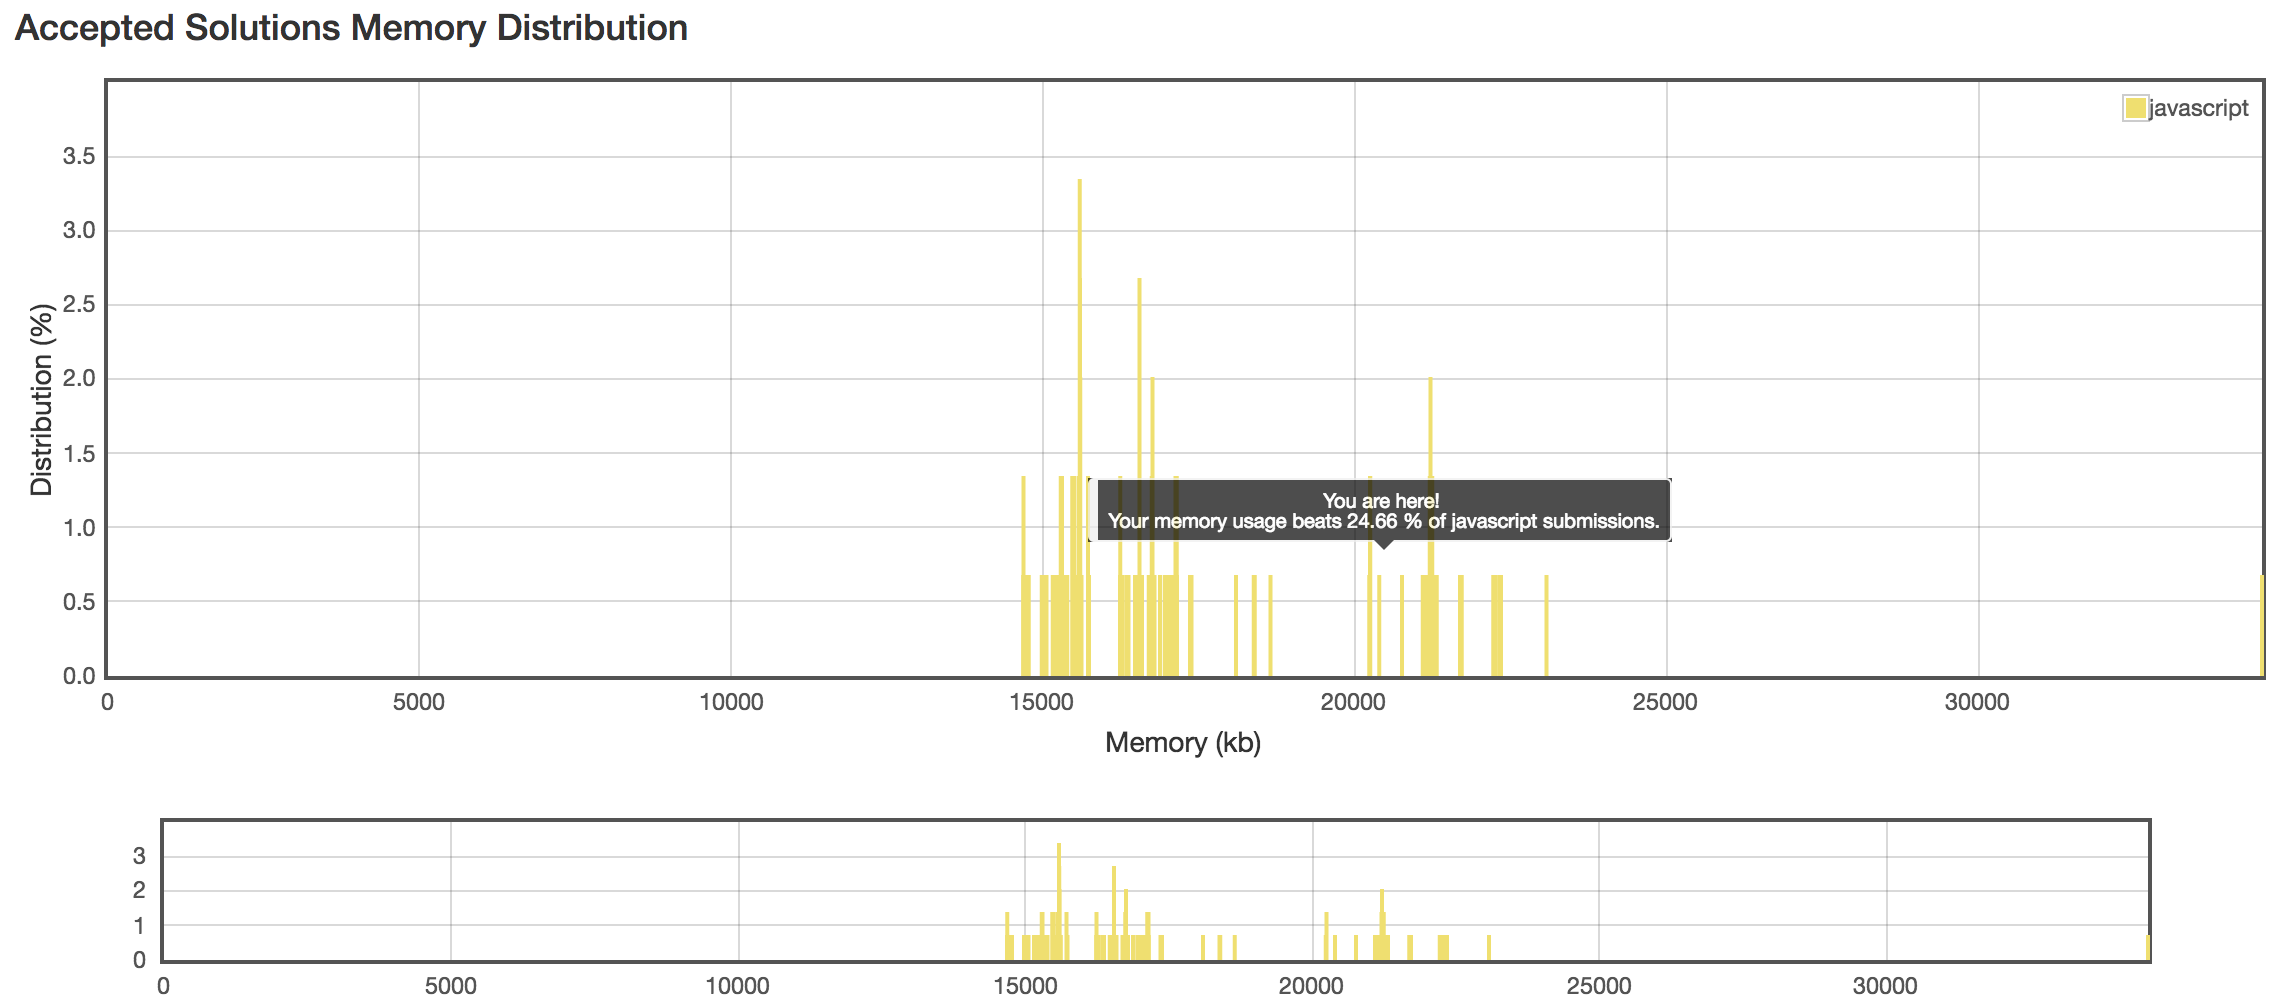 Accepted Solutions Memory Distribution
javascript
3.5
3.0
2.5
2.0
1.5
1.0
0.5
0.0
Distribution (%)
You are here!
Your memory usage beats 24.66 % of javascript submissions.
0 5000 10000 15000 20000 25000 30000
Memory (kb)
3
2
1
0
0 5000 10000 15000 20000 25000 30000